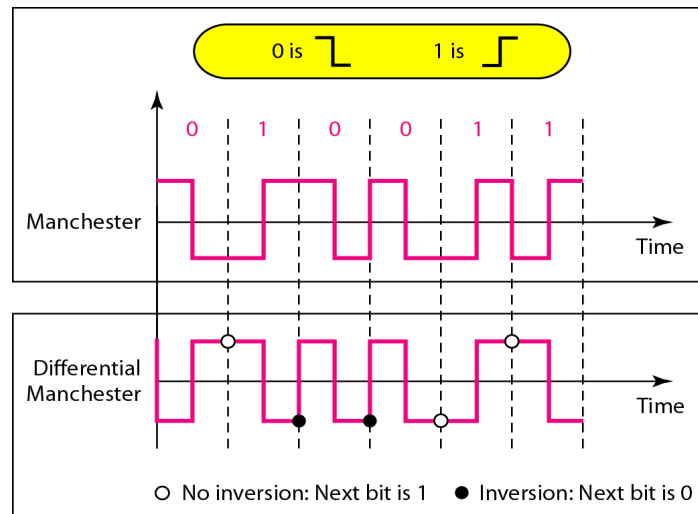 0 is 1 is
0 1 0 0 1 1
Manchester
Time
Differential
Manchester
Time
No inversion: Next bit is 1 Inversion: Next bit is 0